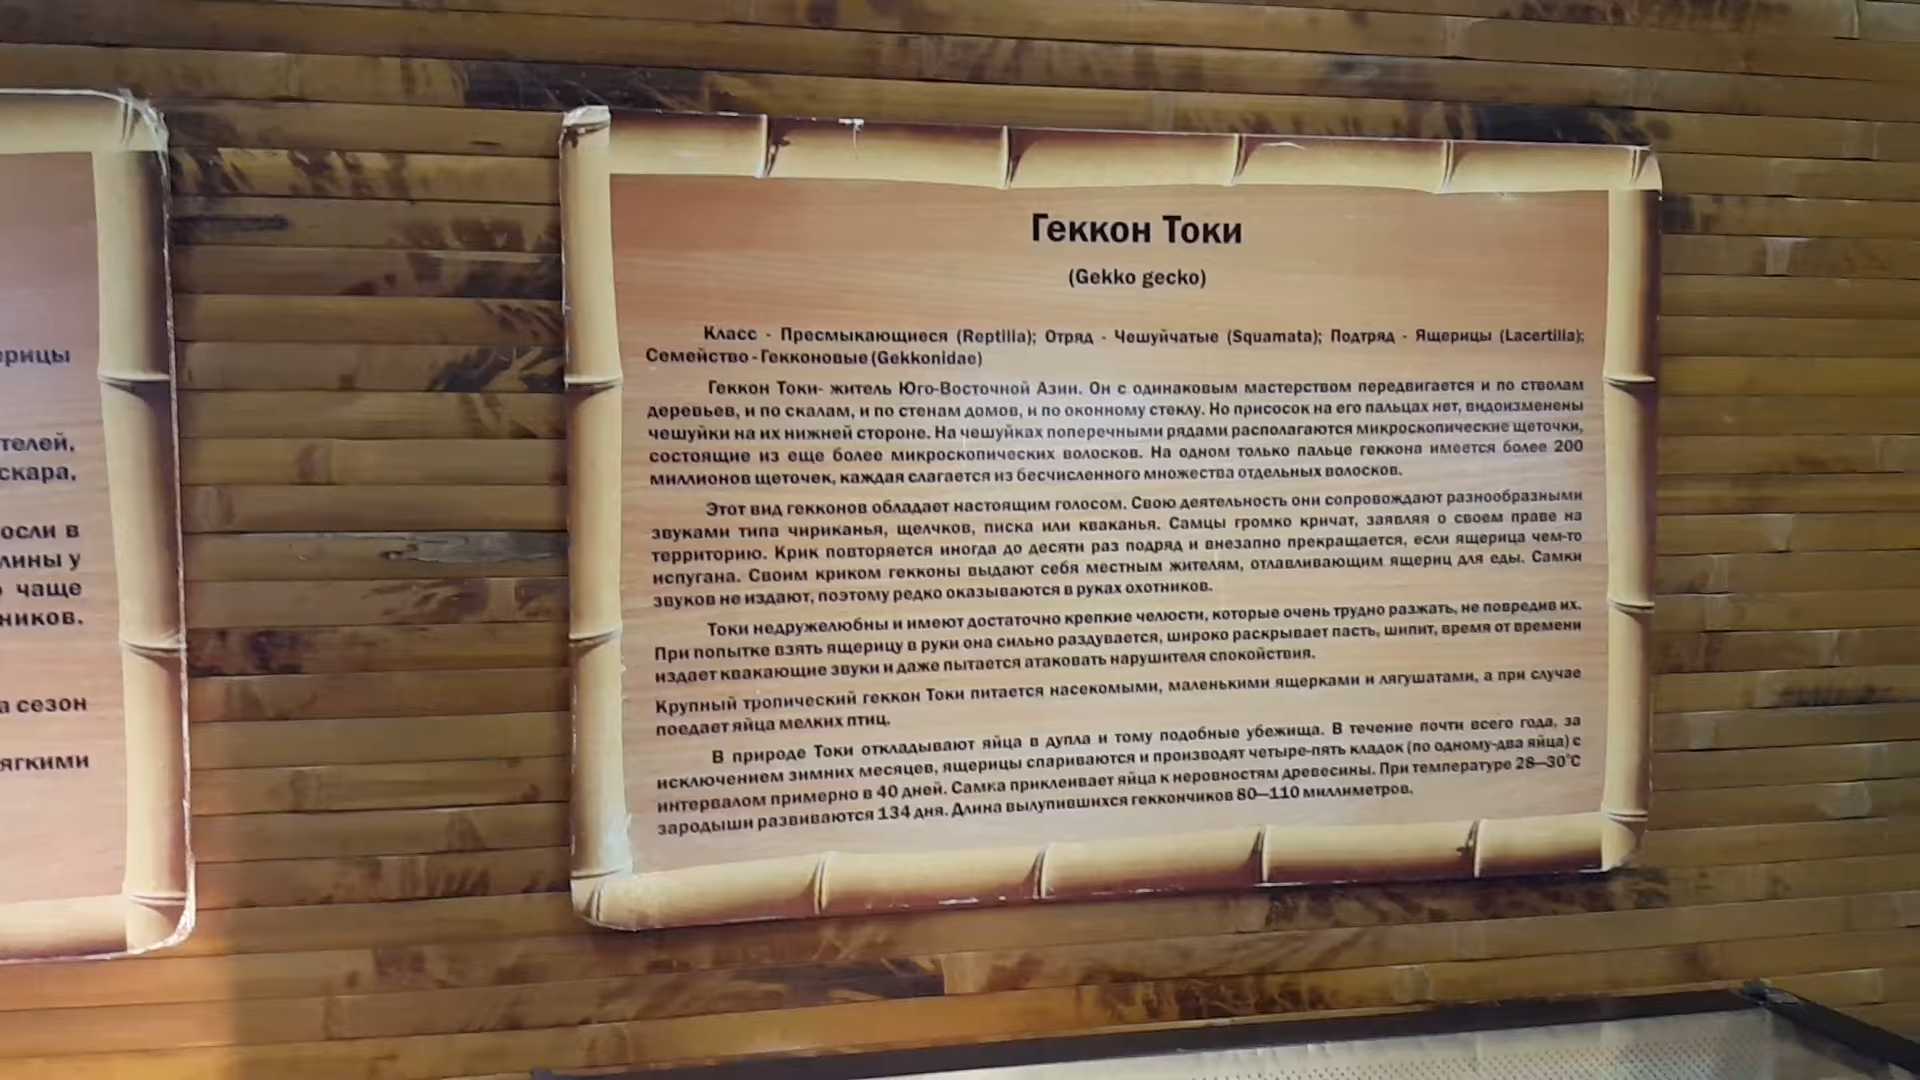 ерицы
телей,
скара,
осли в
лины у
чаще
ников.
а сезон
ягкими
Геккон Токи
(Gekko gecko)
Класс - Пресмыкающиеся (Reptilia); Отряд - Чешуйчатые (Squamata); Подтряд - Ящерицы (Lacertilia);
Семейство - Гекконовые (Gekkonidae)
Геккон Токи- житель Юго-Восточной Азии. Он с одинаковым мастерством передвигается и по стволам
деревьев, и по скалам, и по стенам домов, и по оконному стеклу. Но присосок на его пальцах нет, видоизменены
чешуйки на их нижней стороне. На чешуйках поперечными рядами располагаются микроскопические щеточки,
состоящие из еще более микроскопических волосков. На одном только пальце геккона имеется более 200
миллионов щеточек, каждая слагается из бесчисленного множества отдельных волосков.
Этот вид гекконов обладает настоящим голосом. Свою деятельность они сопровождают разнообразными
звуками типа чириканья, щелчков, писка или кваканья. Самцы громко кричат, заявляя о своем праве на
территорию. Крик повторяется иногда до десяти раз подряд и внезапно прекращается, если ящерица чем-то
испугана. Своим криком гекконы выдают себя местным жителям, отлавливающим ящериц для еды. Самки
звуков не издают, поэтому редко оказываются в руках охотников.
Токи недружелюбны и имеют достаточно крепкие челюсти, которые очень трудно разжать, не повредив их.
При попытке взять ящерицу в руки она сильно раздувается, широко раскрывает пасть, шипит, время от времени
издает квакающие звуки и даже пытается атаковать нарушителя спокойствия.
Крупный тропический геккон Токи питается насекомыми, маленькими ящерками и лягушатами, а при случае
поедает яйца мелких птиц.
В природе Токи откладывают яйца в дупла и тому подобные убежища. В течение почти всего года, за
исключением зимних месяцев, ящерицы спариваются и производят четыре-пять кладок (по одному-два яйца) с
интервалом примерно в 40 дней. Самка приклеивает яйца к неровностям древесины. При температуре 28—30°С
зародыши развиваются 134 дня. Длина вылупившихся геккончиков 80—110 миллиметров.